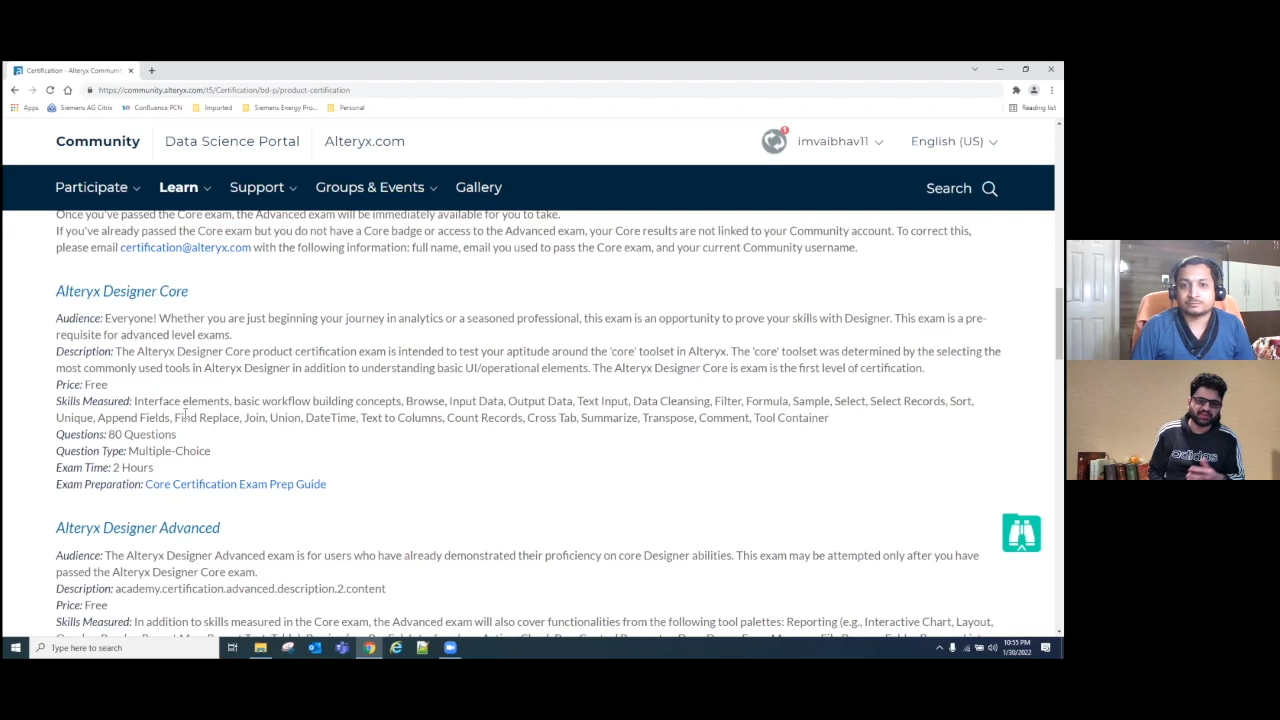 Certification - Alteryx Communi
https://community.alteryx.com/t5/Certification/bd-p/product-certification
Apps Siemens AG Citrix Confluence PCN Imported Siemens Energy Pro... Personal Reading list
Community Data Science Portal Alteryx.com 1 imvaibhav11 English (US)
Participate Learn Support Groups & Events Gallery Search
Once you've passed the Core exam, the Advanced exam will be immediately available for you to take.
If you've already passed the Core exam but you do not have a Core badge or access to the Advanced exam, your Core results are not linked to your Community account. To correct this,
please email certification@alteryx.com with the following information: full name, email you used to pass the Core exam, and your current Community username.
Alteryx Designer Core
Audience: Everyone! Whether you are just beginning your journey in analytics or a seasoned professional, this exam is an opportunity to prove your skills with Designer. This exam is a pre-
requisite for advanced level exams.
Description: The Alteryx Designer Core product certification exam is intended to test your aptitude around the 'core' toolset in Alteryx. The 'core' toolset was determined by the selecting the
most commonly used tools in Alteryx Designer in addition to understanding basic UI/operational elements. The Alteryx Designer Core is exam is the first level of certification.
Price: Free
Skills Measured: Interface elements, basic workflow building concepts, Browse, Input Data, Output Data, Text Input, Data Cleansing, Filter, Formula, Sample, Select, Select Records, Sort,
Unique, Append Fields, Find Replace, Join, Union, DateTime, Text to Columns, Count Records, Cross Tab, Summarize, Transpose, Comment, Tool Container
Questions: 80 Questions
Question Type: Multiple-Choice
Exam Time: 2 Hours
Exam Preparation: Core Certification Exam Prep Guide
Alteryx Designer Advanced
Audience: The Alteryx Designer Advanced exam is for users who have already demonstrated their proficiency on core Designer abilities. This exam may be attempted only after you have
passed the Alteryx Designer Core exam.
Description: academy.certification.advanced.description.2.content
Price: Free
Skills Measured: In addition to skills measured in the Core exam, the Advanced exam will also cover functionalities from the following tool palettes: Reporting (e.g., Interactive Chart, Layout,
Type here to search
10:55 PM
1/30/2022
adidas